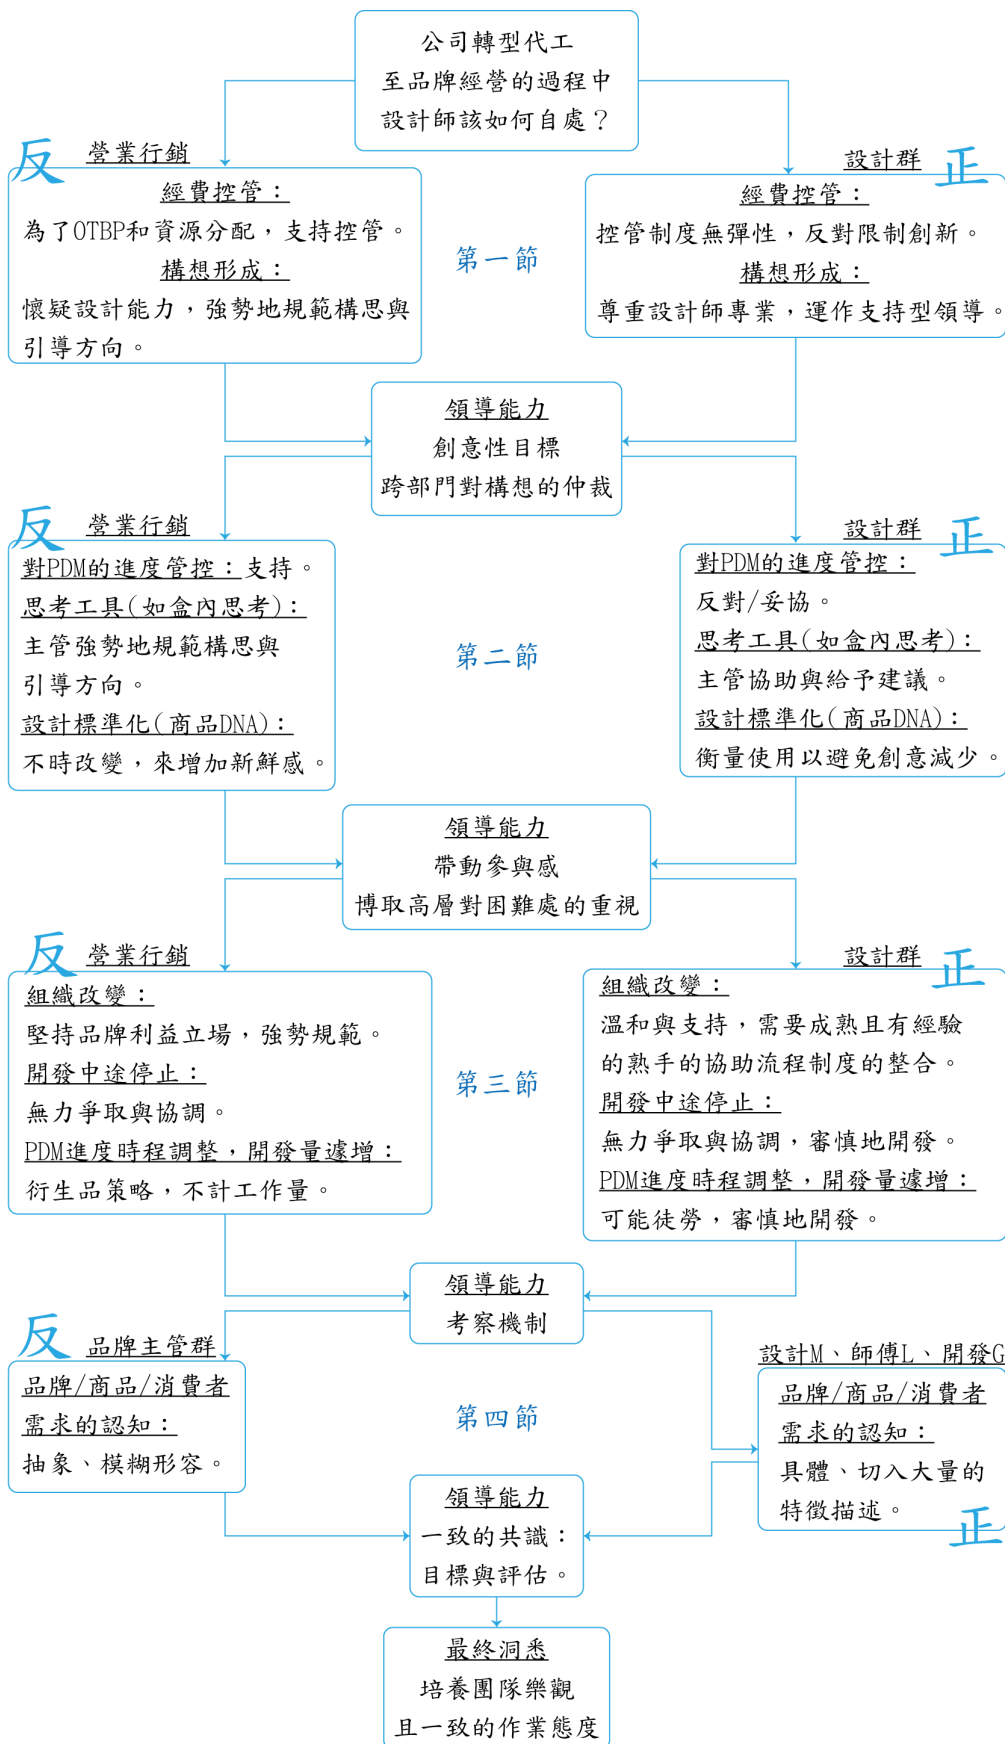 公司轉型代工
至品牌經營的過程中
設計師該如何自處？
反
營業行銷
經費控管：
為了OTBP和資源分配，支持控管。
構想形成：
懷疑設計能力，強勢地規範構思與
引導方向。
第一節
設計群
正
經費控管：
控管制度無彈性，反對限制創新。
構想形成：
尊重設計師專業，運作支持型領導。
領導能力
創意性目標
跨部門對構想的仲裁
反
營業行銷
對PDM的進度管控：支持。
思考工具(如盒內思考)：
主管強勢地規範構思與
引導方向。
設計標準化(商品DNA)：
不時改變，來增加新鮮感。
第二節
設計群
正
對PDM的進度管控：
反對/妥協。
思考工具(如盒內思考)：
主管協助與給予建議。
設計標準化(商品DNA)：
衡量使用以避免創意減少。
領導能力
帶動參與感
博取高層對困難處的重視
反
營業行銷
組織改變：
堅持品牌利益立場，強勢規範。
開發中途停止：
無力爭取與協調。
PDM進度時程調整，開發量遽增：
衍生品策略，不計工作量。
第三節
設計群
正
組織改變：
溫和與支持，需要成熟且有經驗
的熟手的協助流程制度的整合。
開發中途停止：
無力爭取與協調，審慎地開發。
PDM進度時程調整，開發量遽增：
可能徒勞，審慎地開發。
領導能力
考察機制
反
品牌主管群
品牌/商品/消費者
需求的認知：
抽象、模糊形容。
第四節
設計M、師傅L、開發G
品牌/商品/消費者
需求的認知：
具體、切入大量的
特徵描述。
正
領導能力
一致的共識：
目標與評估。
最終洞悉
培養團隊樂觀
且一致的作業態度